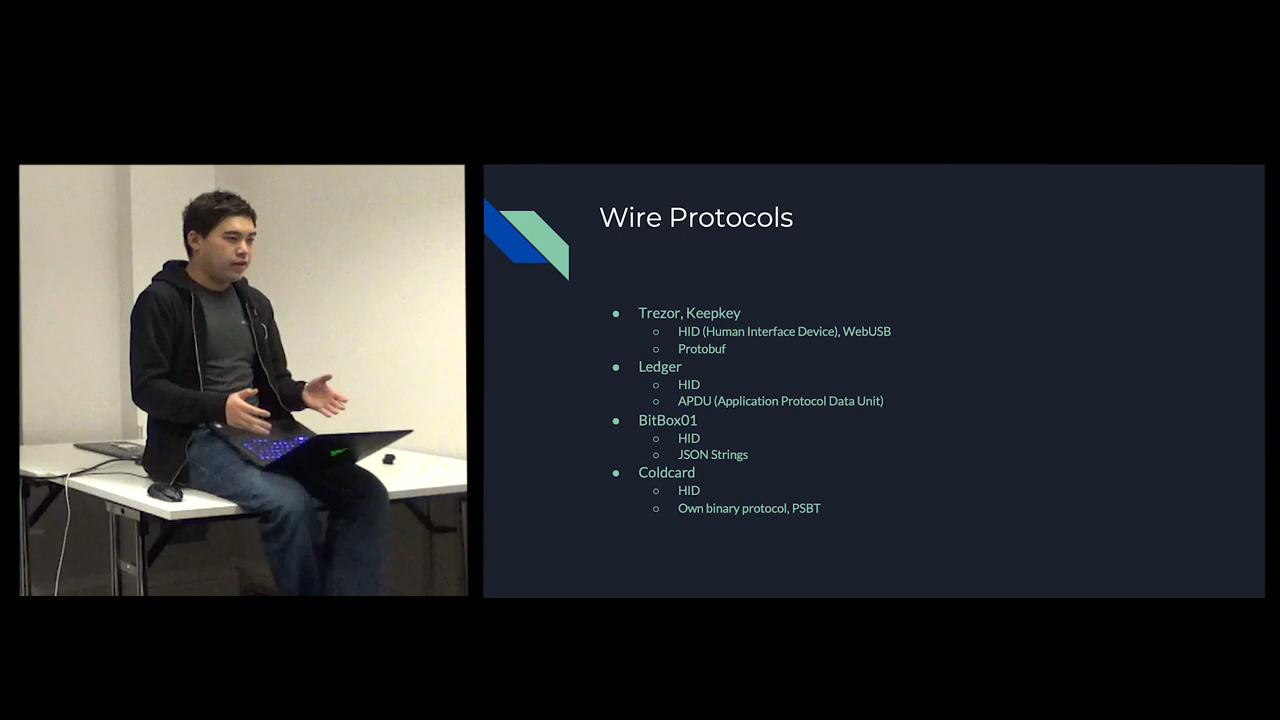 Wire Protocols
● Trezor, Keepkey
○ HID (Human Interface Device), WebUSB
○ Protobuf
● Ledger
○ HID
○ APDU (Application Protocol Data Unit)
● BitBox01
○ HID
○ JSON Strings
● Coldcard
○ HID
○ Own binary protocol, PSBT